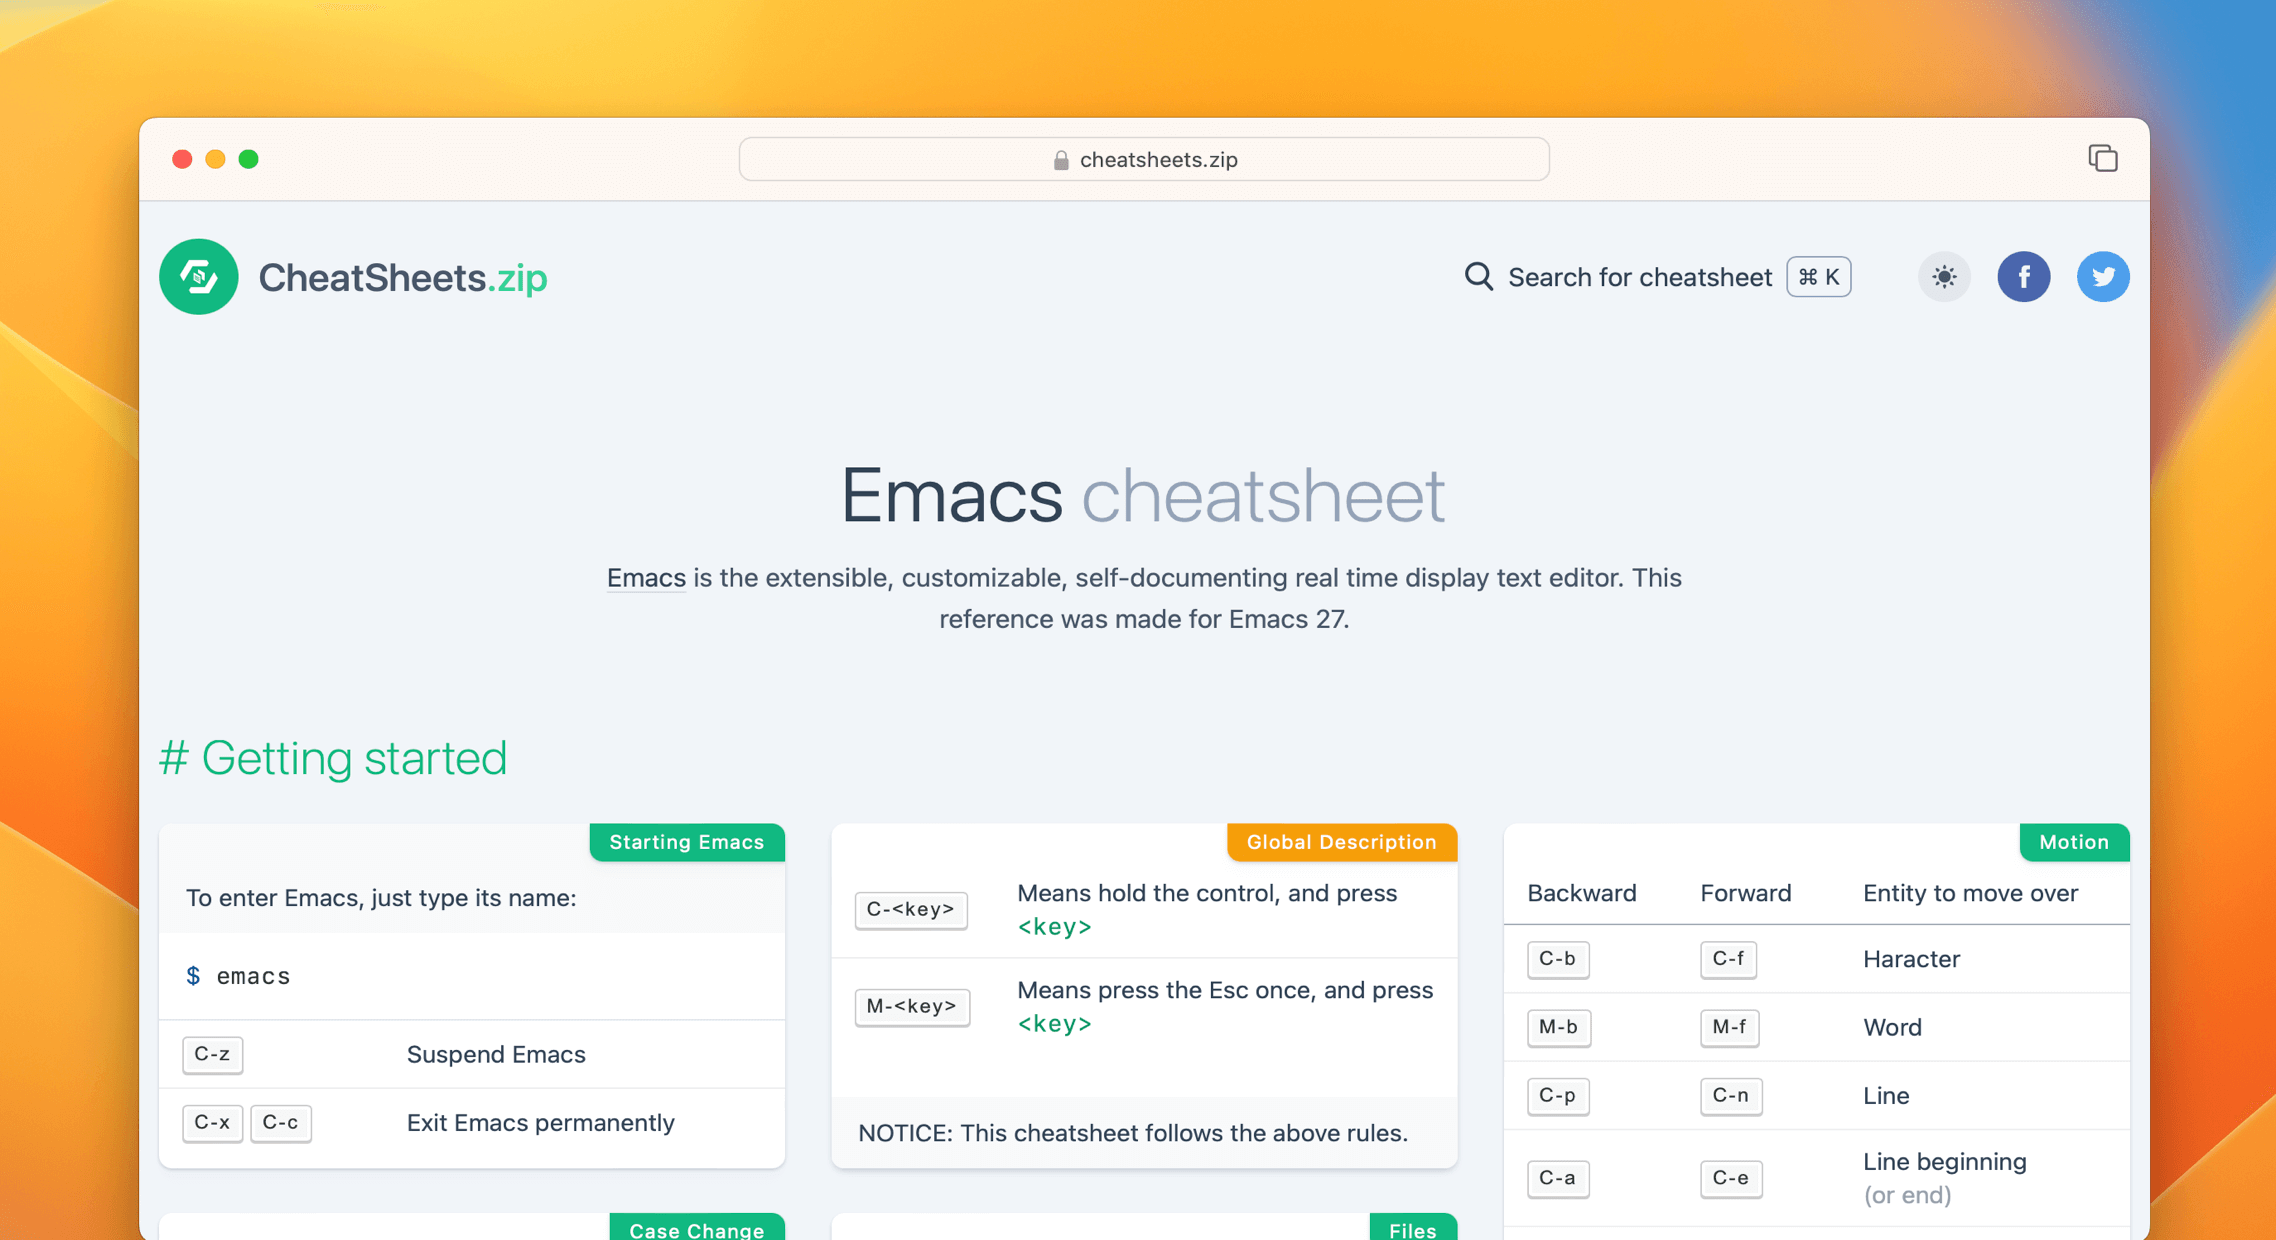 cheatsheets.zip
CheatSheets.zip
Search for cheatsheet ⌘ K
f
Emacs cheatsheet
Emacs is the extensible, customizable, self-documenting real time display text editor. This
reference was made for Emacs 27.
# Getting started
Starting Emacs
To enter Emacs, just type its name:
$ emacs
C-z Suspend Emacs
C-x C-c Exit Emacs permanently
Global Description
C-<key> Means hold the control, and press
<key>
M-<key> Means press the Esc once, and press
<key>
NOTICE: This cheatsheet follows the above rules.
Motion
Backward Forward Entity to move over
C-b C-f Haracter
M-b M-f Word
C-p C-n Line
C-a C-e Line beginning
(or end)
Case Change
Files